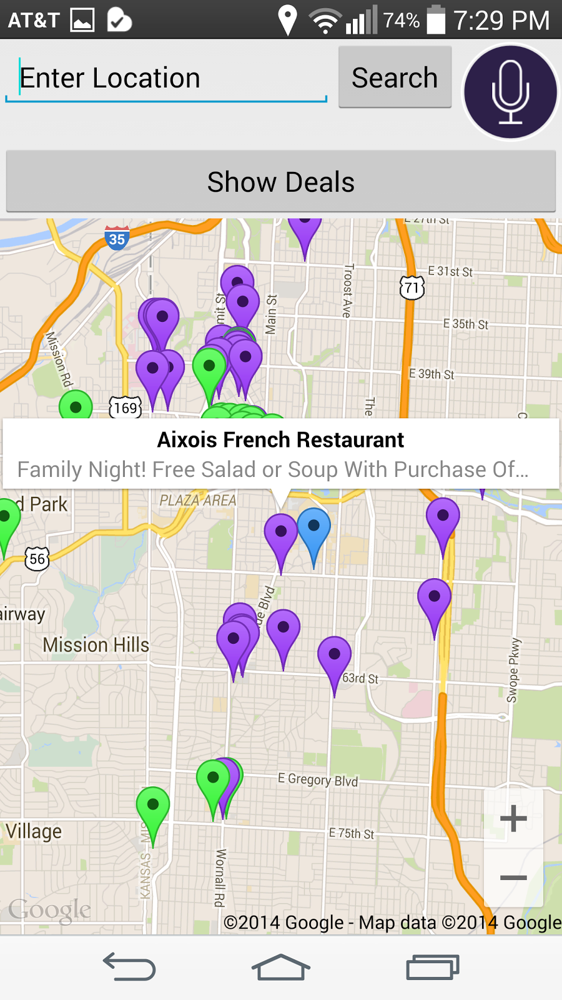 AT&T 74% 7:29 PM
Enter Location
Search
Show Deals
E 27th St
35
E 31st St
71
Troost Ave
mit St
Main St
E 35th St
Mission Rd
E 39th St
The
169
Aixois French Restaurant
Family Night! Free Salad or Soup With Purchase Of...
PLAZA AREA
d Park
56
de Blvd
airway
Mission Hills
63rd St
Swope Pkwy
E Gregory Blvd
Village
E 75th St
KANSAS
MIS
Wornall Rd
Google
©2014 Google - Map data ©2014 Google